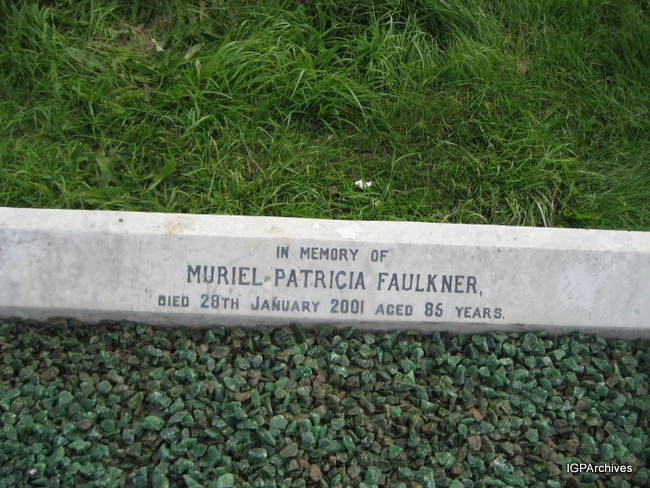 IN MEMORY OF
MURIEL PATRICIA FAULKNER,
DIED 28TH JANUARY 2001 AGED 85 YEARS.
IGPArchives